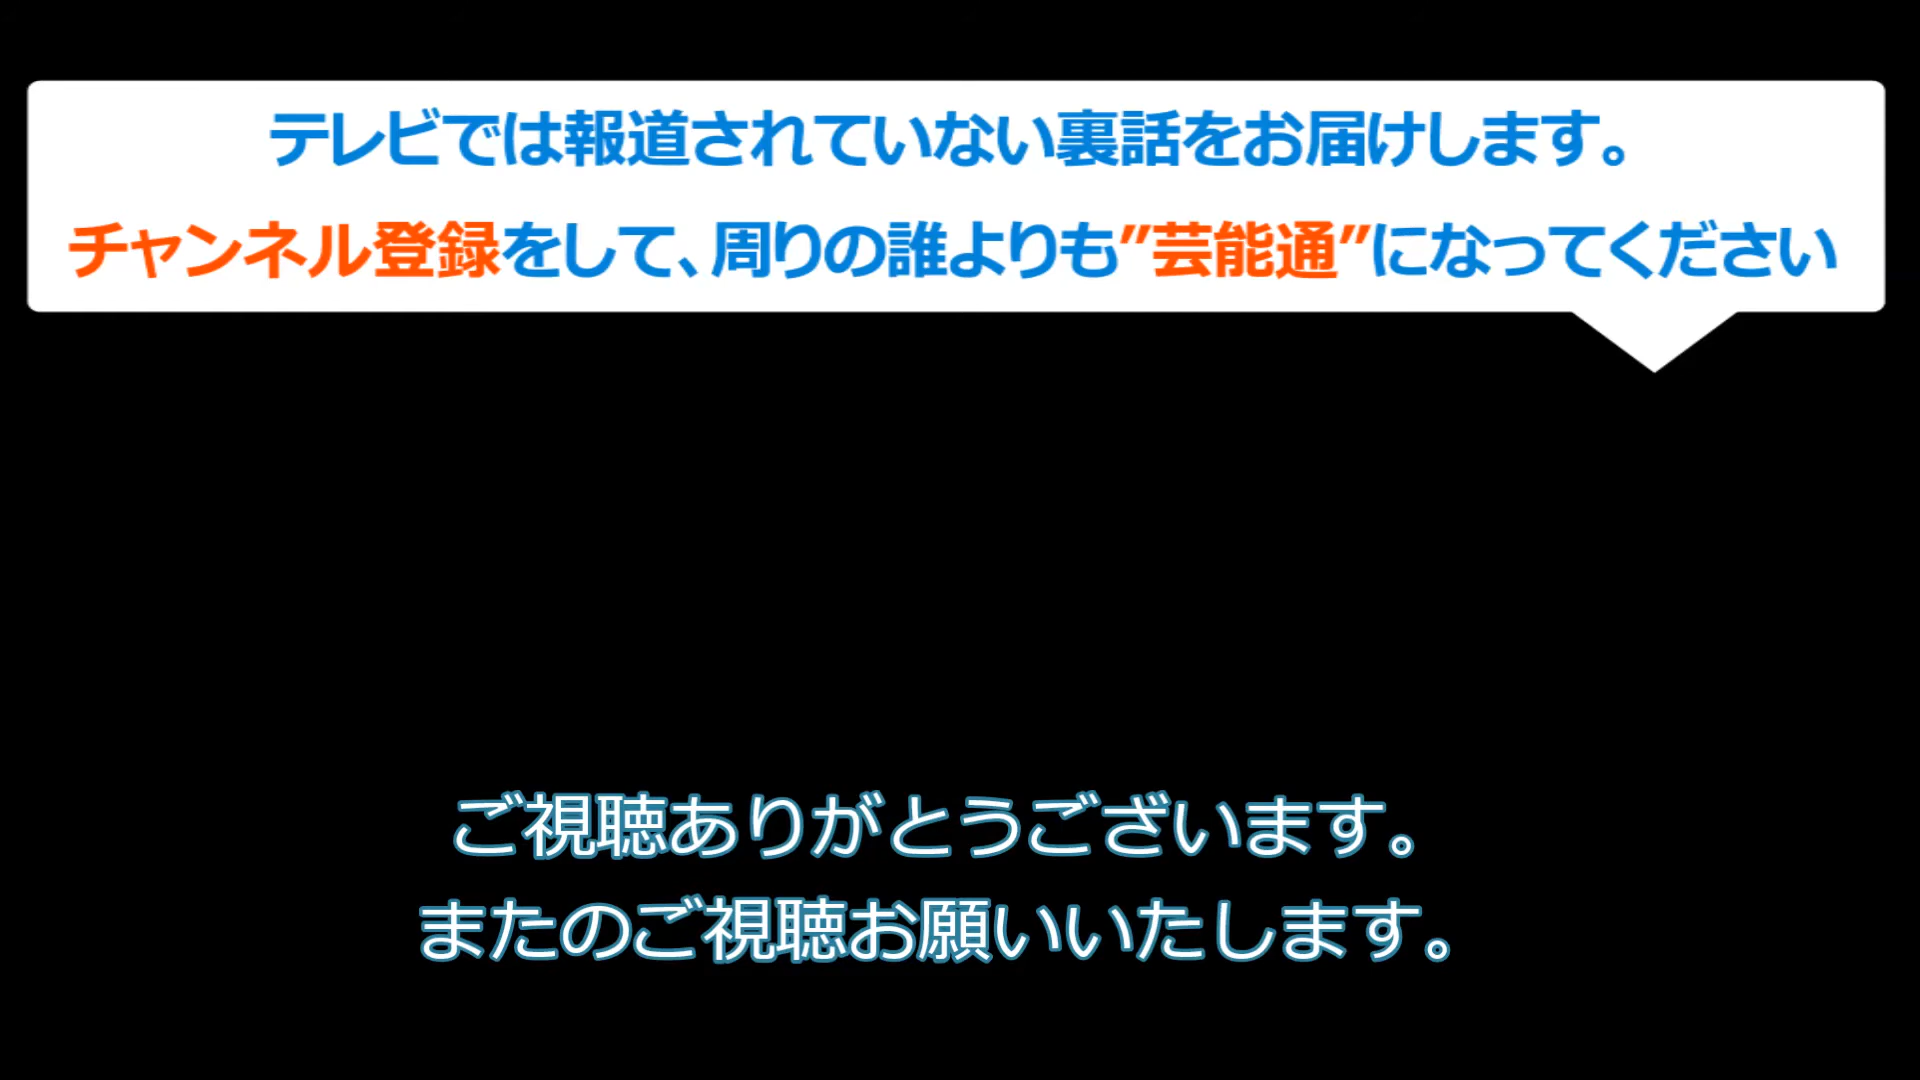 テレビでは報道されていない裏話をお届けします。
チャンネル登録をして、周りの誰よりも”芸能通”になってください
ご視聴ありがとうございます。
またのご視聴お願いいたします。